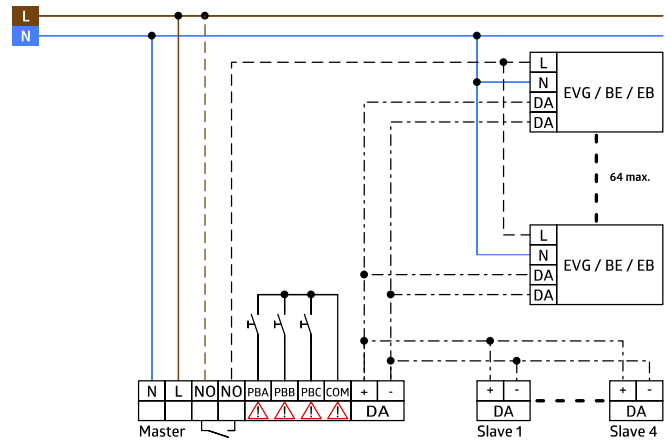 L
N
L
N
DA
DA
EVG / BE / EB
64 max.
L
N
DA
DA
EVG / BE / EB
N L NO NO PBA PBB PBC COM + -
DA
Master
+ -
DA
Slave 1
+ -
DA
Slave 4